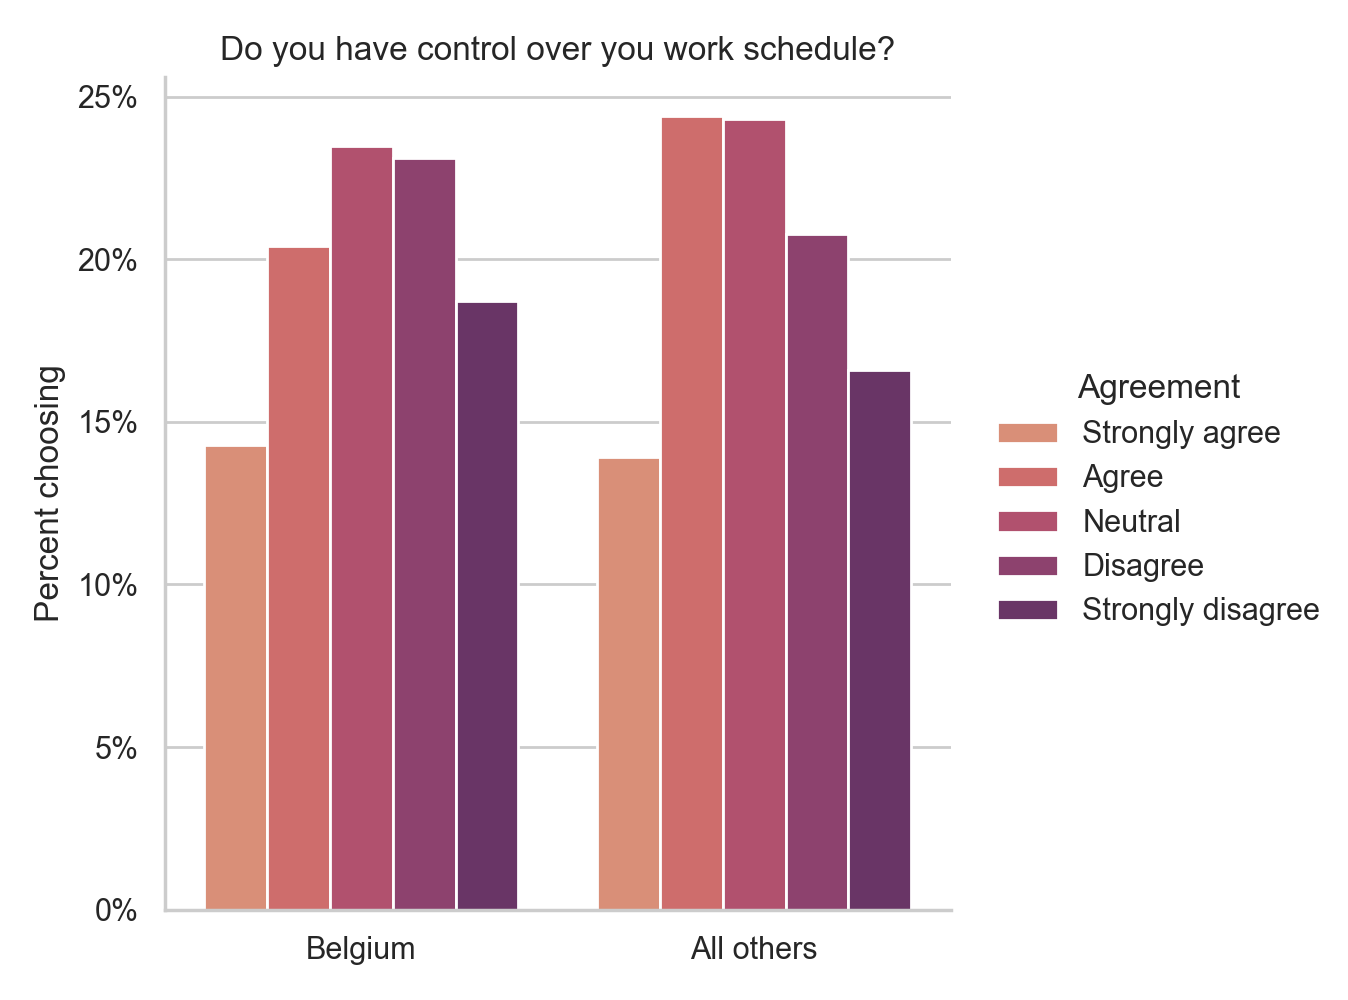 Do you have control over you work schedule?
25%
20%
15%
10%
5%
0%
Percent choosing
Belgium
All others
Agreement
Strongly agree
Agree
Neutral
Disagree
Strongly disagree